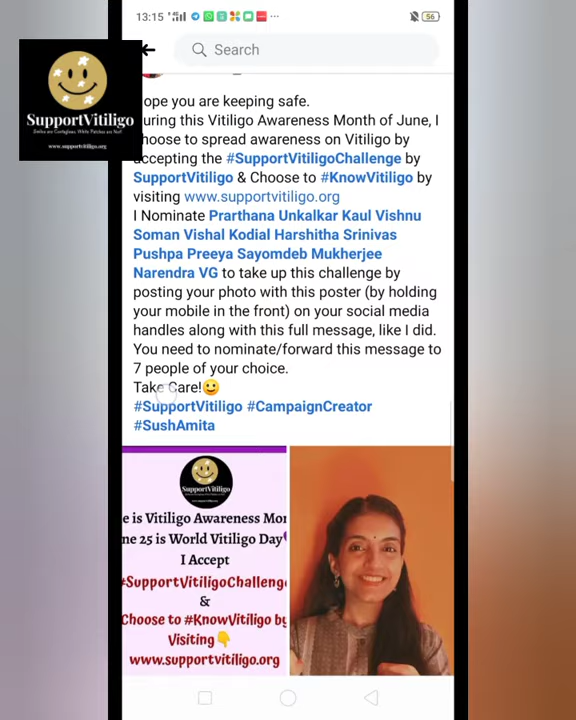 13:15
56
Search
SupportVitiligo
Smiles are Contagious. White Patches are Not!
www.supportvitiligo.org
ope you are keeping safe.
uring this Vitiligo Awareness Month of June, I
hoose to spread awareness on Vitiligo by
accepting the #SupportVitiligoChallenge by
SupportVitiligo & Choose to #KnowVitiligo by
visiting www.supportvitiligo.org
I Nominate Prarthana Unkalkar Kaul Vishnu
Soman Vishal Kodial Harshitha Srinivas
Pushpa Preeya Sayomdeb Mukherjee
Narendra VG to take up this challenge by
posting your photo with this poster (by holding
your mobile in the front) on your social media
handles along with this full message, like I did.
You need to nominate/forward this message to
7 people of your choice.
Take Care!😀
#SupportVitiligo #CampaignCreator
#SushAmita
SupportVitiligo
e is Vitiligo Awareness Mon
ne 25 is World Vitiligo Day
I Accept
#SupportVitiligoChalleng
&
Choose to #KnowVitiligo by
Visiting👇
www.supportvitiligo.org